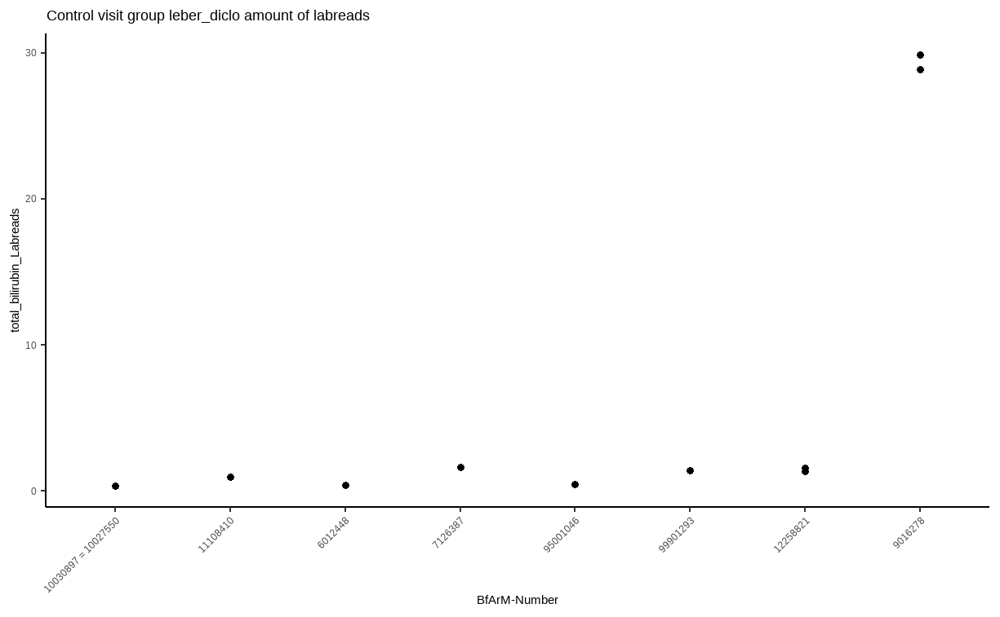 Control visit group leber_diclo amount of labreads
30
20
10
0
total_bilirubin_Labreads
10030897 = 10027550
11108410
6012448
7126387
95001046
99901293
12258821
9016278
BfArM-Number